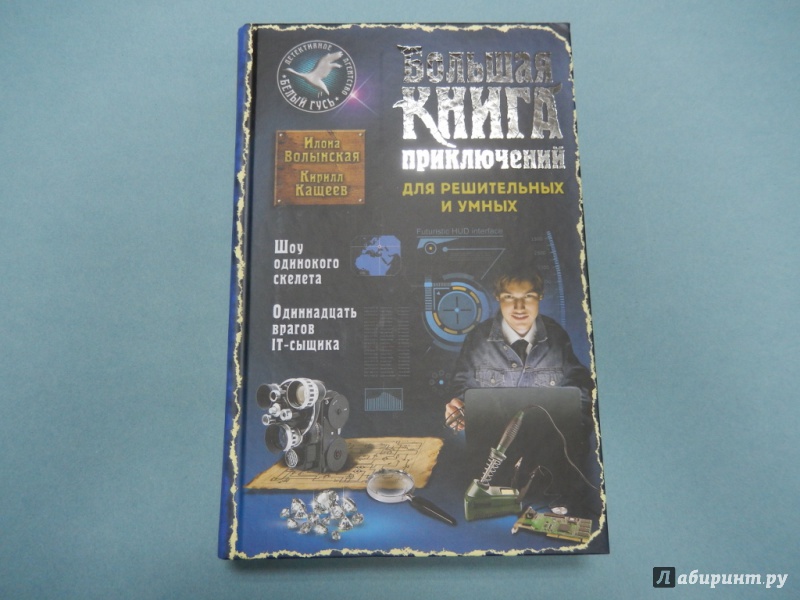 ДЕТЕКТИВНОЕ АГЕНТСТВО
"БЕЛЫЙ ГУСЬ"
Большая
КНИГА
приключений
ДЛЯ РЕШИТЕЛЬНЫХ
И УМНЫХ
Илона
Волынская
Кирилл
Кащеев
Шоу
одинокого
скелета
Одиннадцать
врагов
IT-сыщика
Futuristic HUD interface
Лабиринт.ру